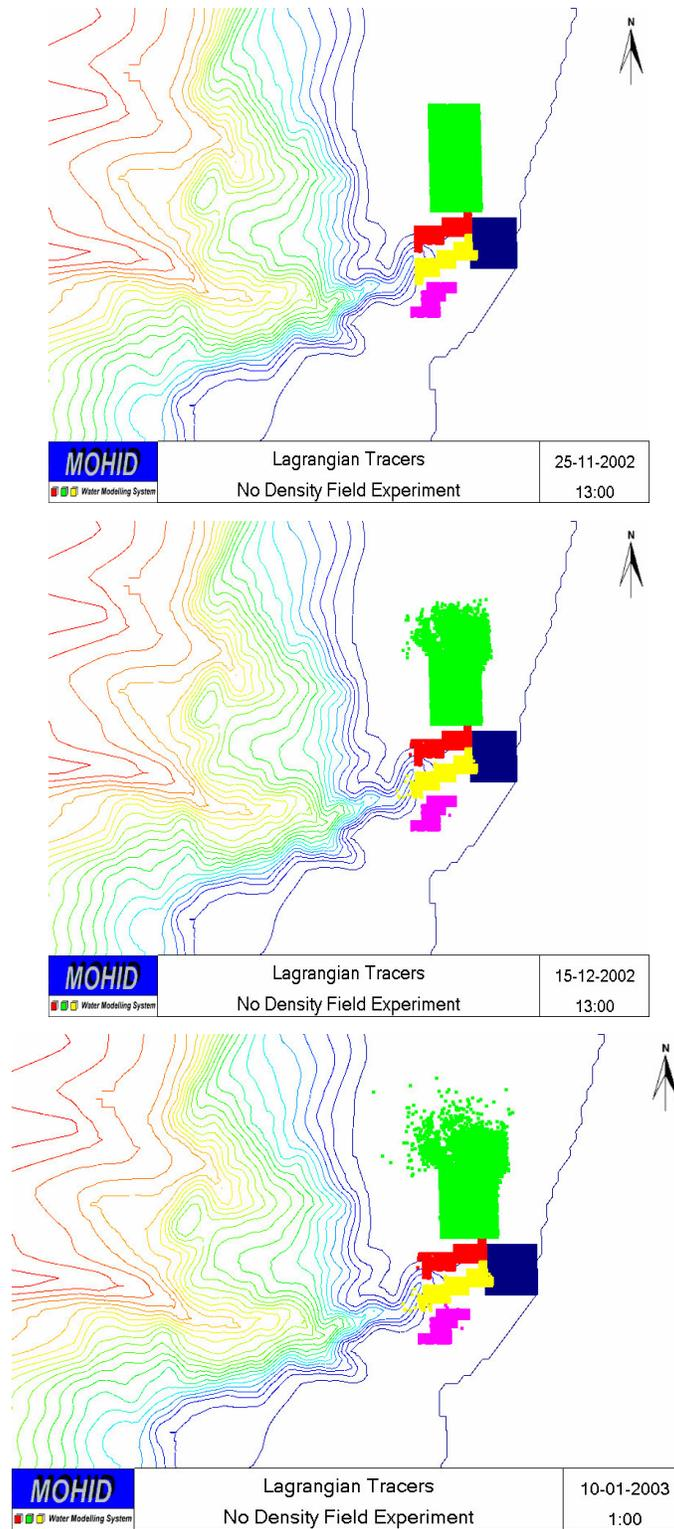 N
MOHID
Water Modelling System
Lagrangian Tracers
No Density Field Experiment
25-11-2002
13:00
N
MOHID
Water Modelling System
Lagrangian Tracers
No Density Field Experiment
15-12-2002
13:00
N
MOHID
Water Modelling System
Lagrangian Tracers
No Density Field Experiment
10-01-2003
1:00